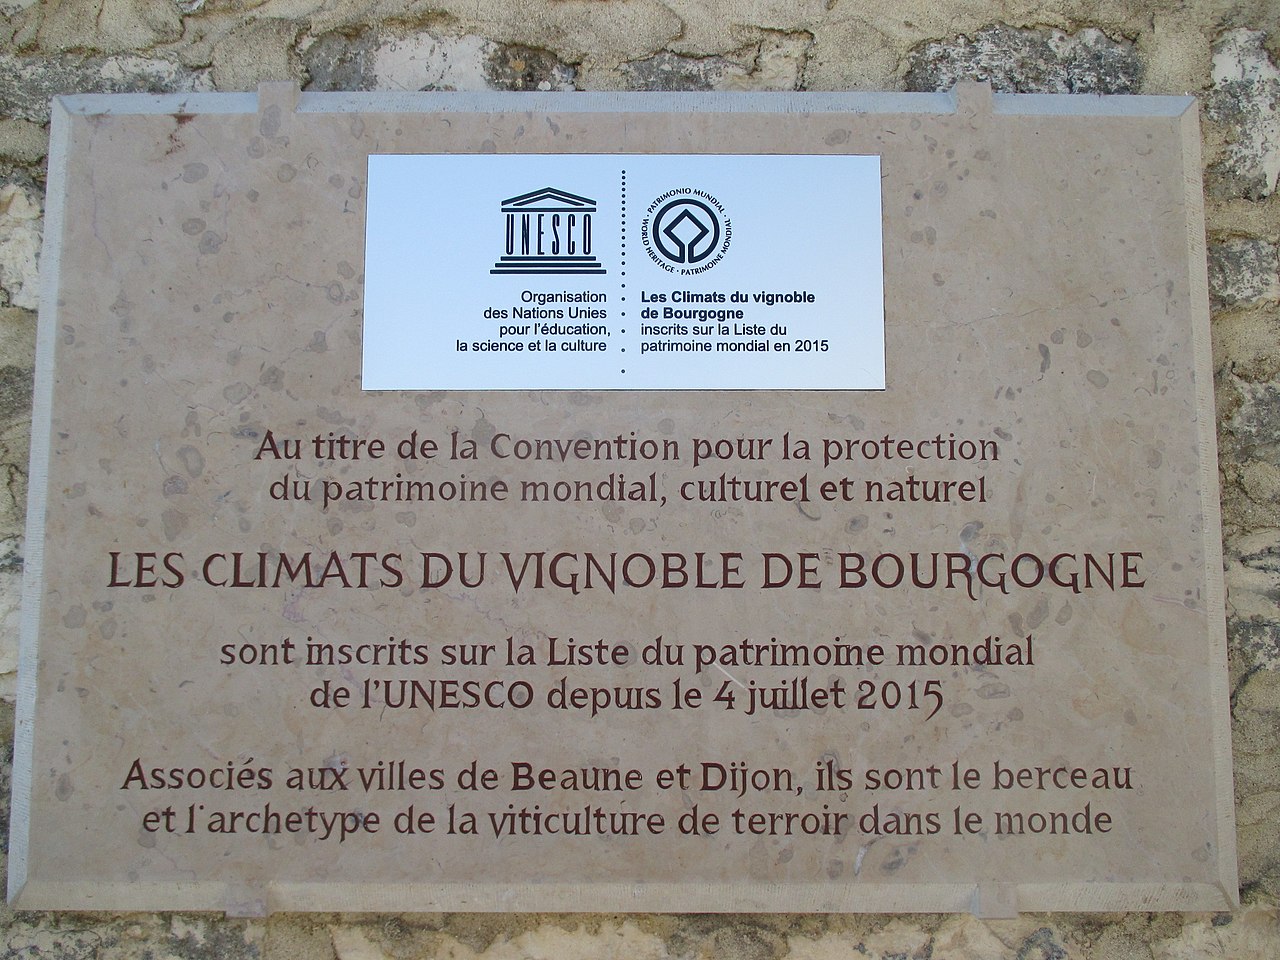 UNESCO
Organisation
des Nations Unies
pour l'éducation,
la science et la culture
PATRIMONIO MUNDIAL • WORLD HERITAGE • PATRIMOINE MONDIAL •
Les Climats du vignoble
de Bourgogne
inscrits sur la Liste du
patrimoine mondial en 2015
Au titre de la Convention pour la protection
du patrimoine mondial, culturel et naturel
LES CLIMATS DU VIGNOBLE DE BOURGOGNE
sont inscrits sur la Liste du patrimoine mondial
de l'UNESCO depuis le 4 juillet 2015
Associés aux villes de Beaune et Dijon, ils sont le berceau
et l'archetype de la viticulture de terroir dans le monde